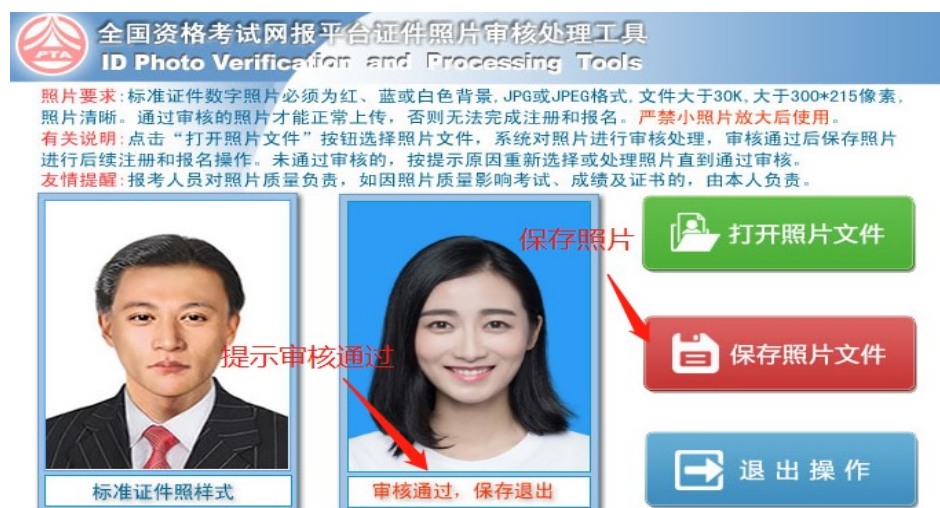 全国资格考试网报平台证件照片审核处理工具
PTA
ID Photo Verification and Processing Tools
照片要求:标准证件数字照片必须为红、蓝或白色背景,JPG或JPEG格式,文件大于30K,大于300*215像素,
照片清晰。通过审核的照片才能正常上传，否则无法完成注册和报名。严禁小照片放大后使用。
有关说明:点击“打开照片文件”按钮选择照片文件，系统对照片进行审核处理，审核通过后保存照片
进行后续注册和报名操作。未通过审核的，按提示原因重新选择或处理照片直到通过审核。
友情提醒:报考人员对照片质量负责，如因照片质量影响考试、成绩及证书的，由本人负责。
保存照片
打开照片文件
提示审核通过
保存照片文件
标准证件照样式
审核通过，保存退出
退出操作